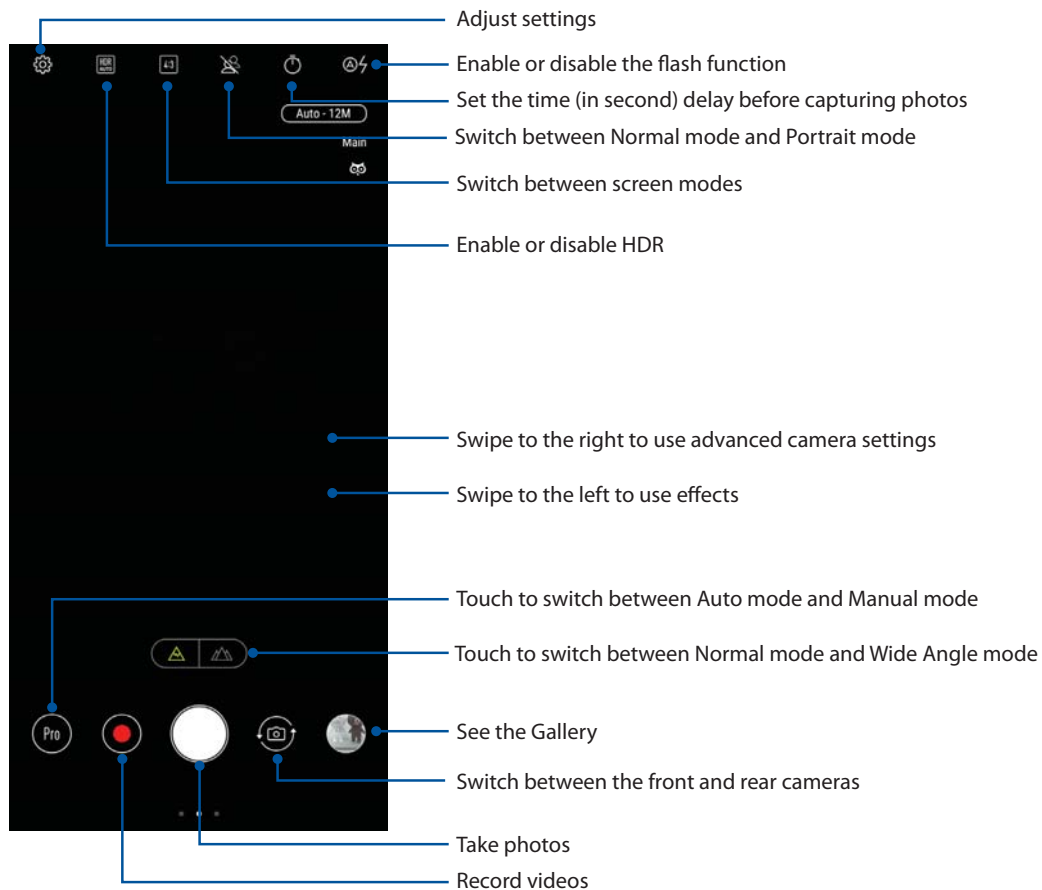 Adjust settings
HDR
AUTO
4:3
A
Enable or disable the flash function
Set the time (in second) delay before capturing photos
Auto - 12M
Switch between Normal mode and Portrait mode
Main
Switch between screen modes
Enable or disable HDR
Swipe to the right to use advanced camera settings
Swipe to the left to use effects
Touch to switch between Auto mode and Manual mode
Touch to switch between Normal mode and Wide Angle mode
Pro
See the Gallery
Switch between the front and rear cameras
Take photos
Record videos